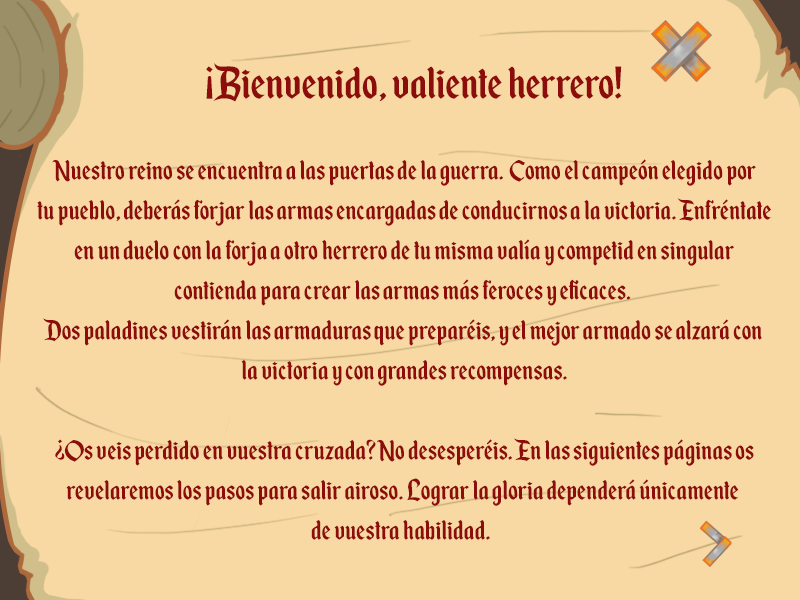 ¡Bienvenido, valiente herrero!
Nuestro reino se encuentra a las puertas de la guerra. Como el campeón elegido por
tu pueblo, deberás forjar las armas encargadas de conducirnos a la victoria. Enfréntate
en un duelo con la forja a otro herrero de tu misma valía y competid en singular
contienda para crear las armas más feroces y eficaces.
Dos paladines vestirán las armaduras que preparéis, y el mejor armado se alzará con
la victoria y con grandes recompensas.
¿Os veis perdido en vuestra cruzada? No desesperéis. En las siguientes páginas os
revelaremos los pasos para salir airoso. Lograr la gloria dependerá únicamente
de vuestra habilidad.